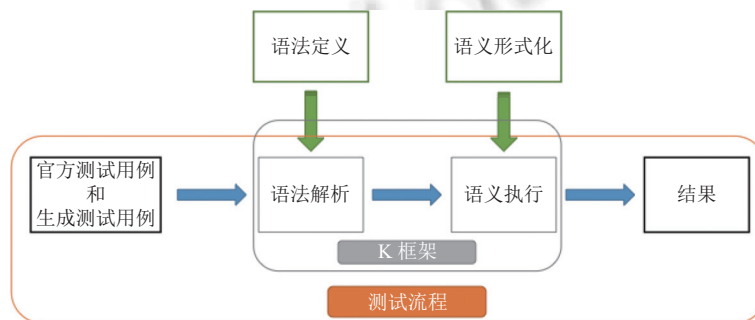 语法定义
语义形式化
官方测试用例
和
生成测试用例
语法解析
语义执行
结果
K 框架
测试流程